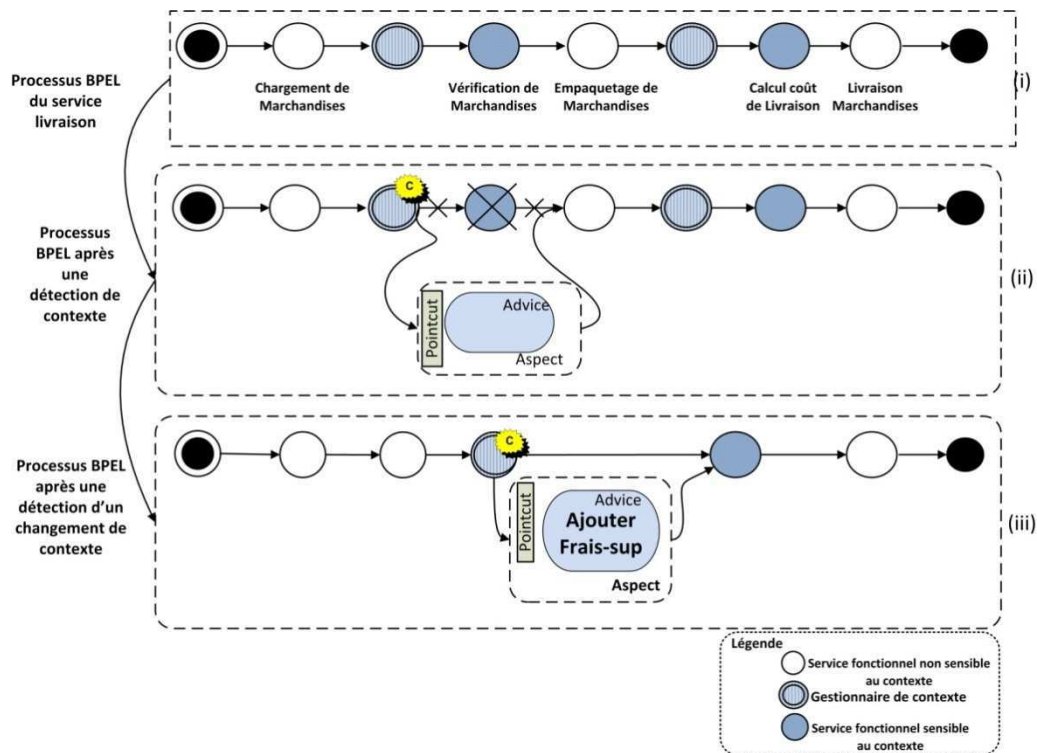 Processus BPEL
du service
livraison
Chargement de
Marchandises
Vérification de
Marchandises
Empaquetage de
Marchandises
Calcul coût
de Livraison
Livraison
Marchandises
(i)
Processus
BPEL après
une
détection de
contexte
C
Pointcut
Advice
Aspect
(ii)
Processus BPEL
après une
détection d'un
changement de
contexte
C
Pointcut
Advice
Ajouter
Frais-sup
Aspect
(iii)
Légende
Service fonctionnel non sensible
au contexte
Gestionnaire de contexte
Service fonctionnel sensible
au contexte